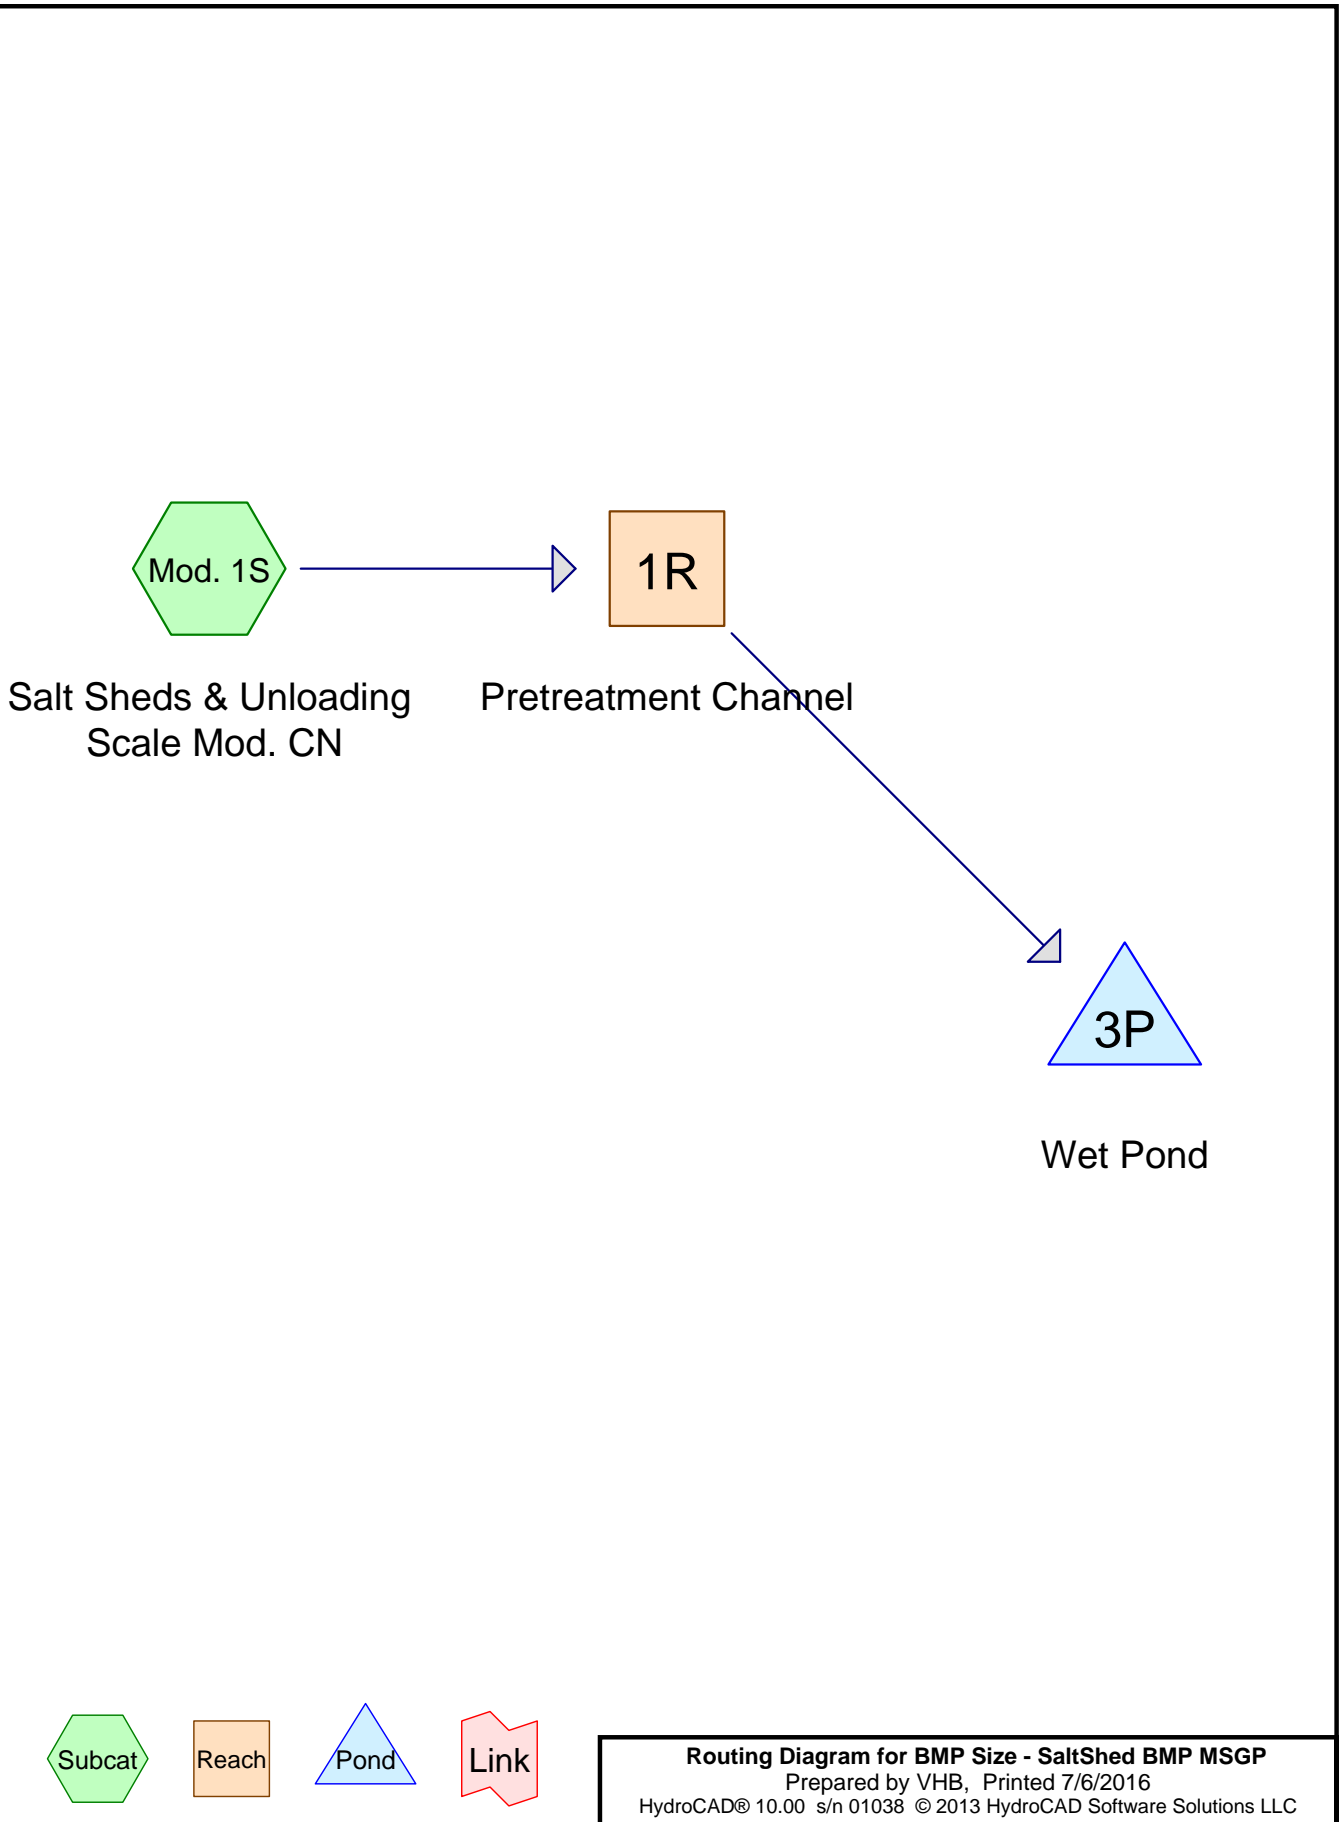 Mod. 1S
1R
Salt Sheds & Unloading
Scale Mod. CN
Pretreatment Channel
3P
Wet Pond
Subcat
Reach
Pond
Link
Routing Diagram for BMP Size - SaltShed BMP MSGP
Prepared by VHB,  Printed 7/6/2016
HydroCAD® 10.00  s/n 01038  © 2013 HydroCAD Software Solutions LLC